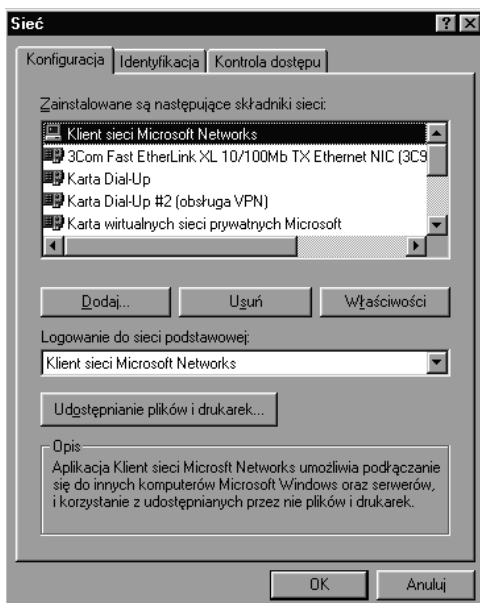 Sieć
Konfiguracja Identyfikacja Kontrola dostępu
Zainstalowane są następujące składniki sieci:
Klient sieci Microsoft Networks
3Com Fast EtherLink XL 10/100Mb TX Ethernet NIC (3C9
Karta Dial-Up
Karta Dial-Up #2 (obsługa VPN)
Karta wirtualnych sieci prywatnych Microsoft
Dodaj... Usuń Właściwości
Logowanie do sieci podstawowej:
Klient sieci Microsoft Networks
Udostępnianie plików i drukarek...
Opis
Aplikacja Klient sieci Microsft Networks umożliwia podłączanie
się do innych komputerów Microsoft Windows oraz serwerów,
i korzystanie z udostępnianych przez nie plików i drukarek.
OK Anuluj